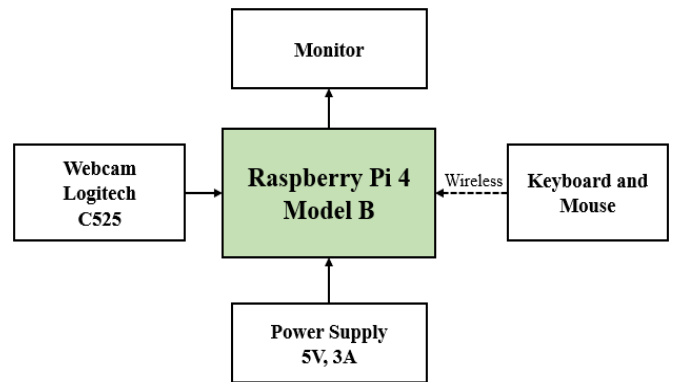 Monitor
Webcam
Logitech
C525
Raspberry Pi 4
Model B
Wireless
Keyboard and
Mouse
Power Supply
5V, 3A